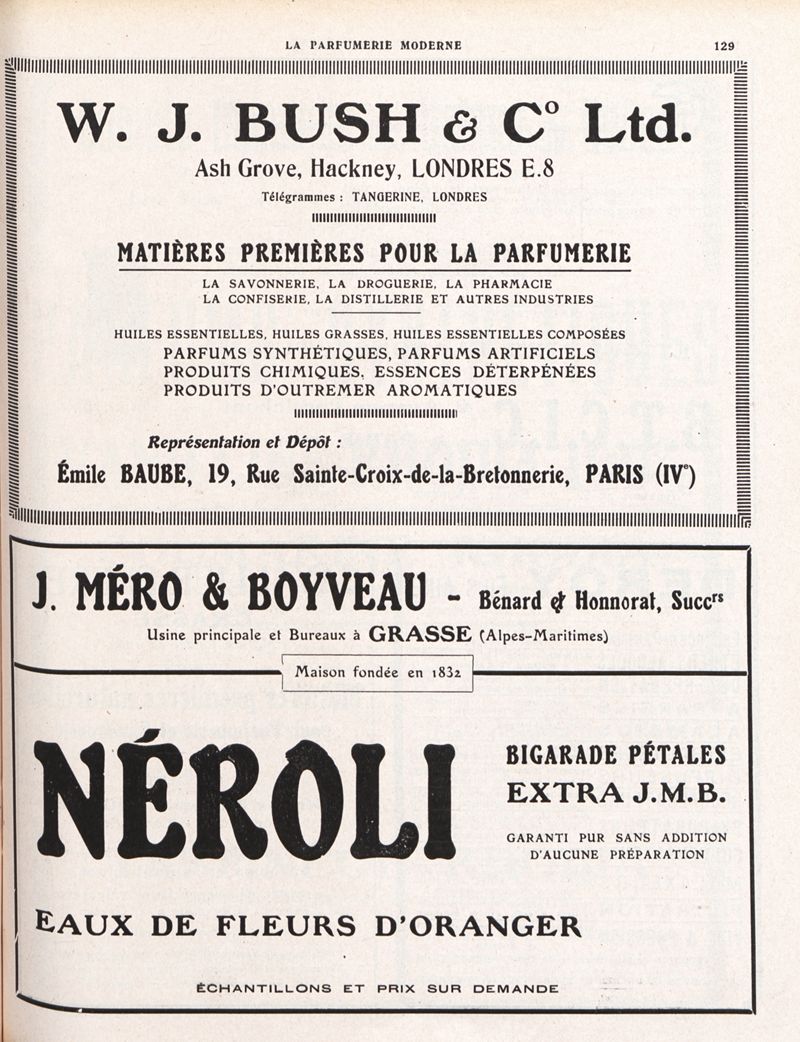 LA PARFUMERIE MODERNE 129
W. J. BUSH & Cº Ltd.
Ash Grove, Hackney, LONDRES E.8
Télégrammes : TANGERINE, LONDRES
MATIÈRES PREMIÈRES POUR LA PARFUMERIE
LA SAVONNERIE, LA DROGUERIE, LA PHARMACIE
LA CONFISERIE, LA DISTILLERIE ET AUTRES INDUSTRIES
HUILES ESSENTIELLES, HUILES GRASSES, HUILES ESSENTIELLES COMPOSÉES
PARFUMS SYNTHÉTIQUES, PARFUMS ARTIFICIELS
PRODUITS CHIMIQUES, ESSENCES DÉTERPÉNÉES
PRODUITS D'OUTREMER AROMATIQUES
Représentation et Dépôt :
Émile BAUBE, 19, Rue Sainte-Croix-de-la-Bretonnerie, PARIS (IVᵉ)
J. MÉRO & BOYVEAU - Bénard & Honnorat, Succʳˢ
Usine principale et Bureaux à GRASSE (Alpes-Maritimes)
Maison fondée en 1832
NÉROLI
BIGARADE PÉTALES
EXTRA J.M.B.
GARANTI PUR SANS ADDITION
D'AUCUNE PRÉPARATION
EAUX DE FLEURS D'ORANGER
ÉCHANTILLONS ET PRIX SUR DEMANDE